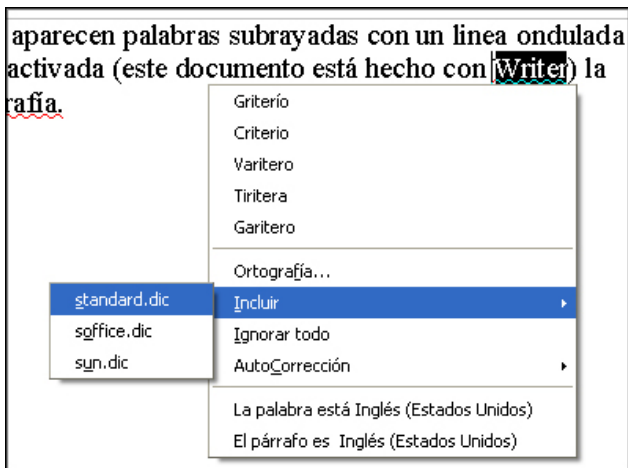 aparecen palabras subrayadas con un linea ondulada
activada (este documento está hecho con Writer) la
rafía.
Griterío
Criterio
Varitero
Tiritera
Garitero
Ortografía...
Incluir
Ignorar todo
AutoCorrección
La palabra está Inglés (Estados Unidos)
El párrafo es Inglés (Estados Unidos)
standard.dic
soffice.dic
sun.dic